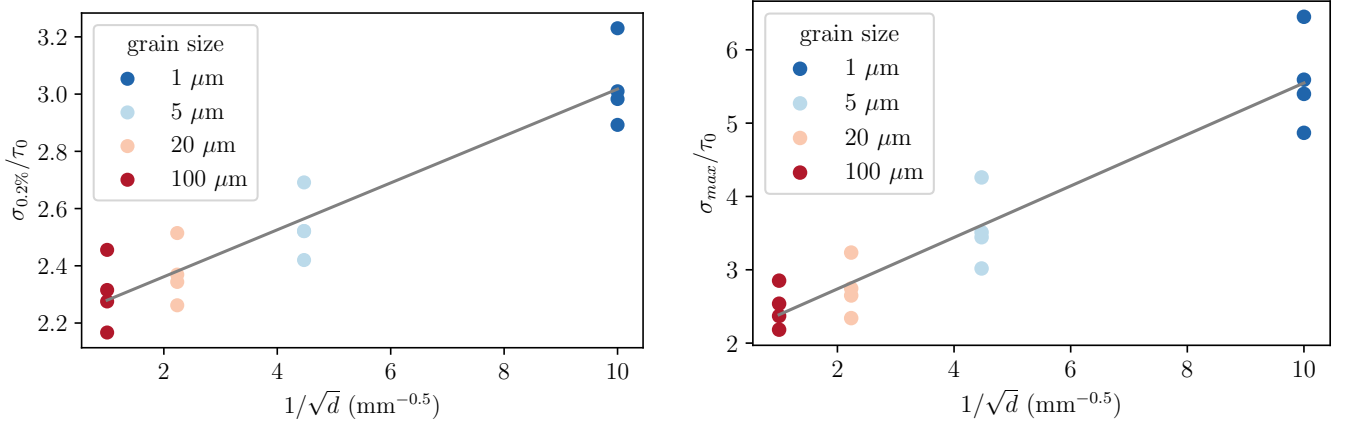 grain size
1 μm
5 μm
20 μm
100 μm
3.2
3.0
2.8
2.6
2.4
2.2
σ0.2%/τ0
2 4 6 8 10
1/√d (mm−0.5)
grain size
1 μm
5 μm
20 μm
100 μm
6
5
4
3
2
σmax/τ0
2 4 6 8 10
1/√d (mm−0.5)